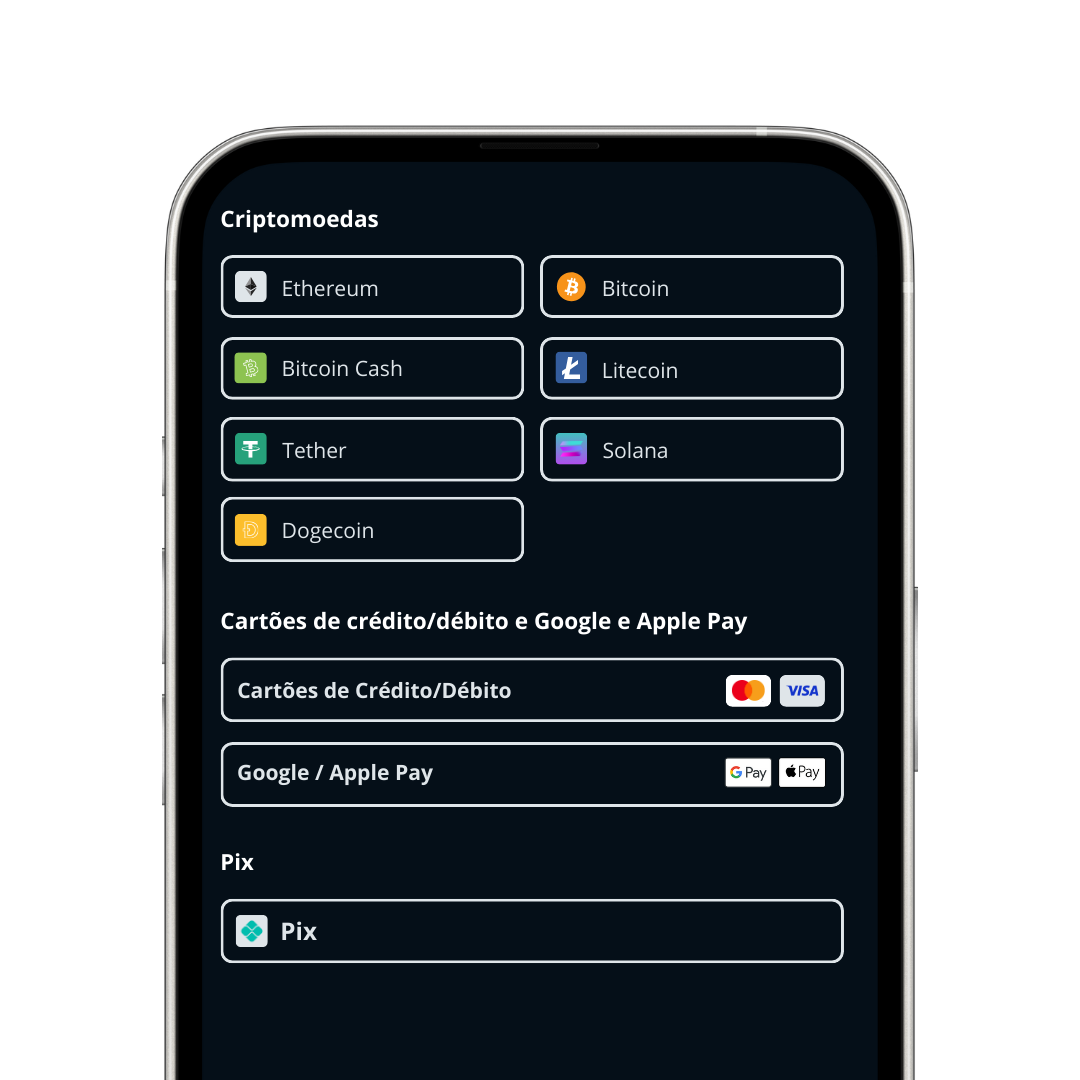 Criptomoedas
Ethereum
Bitcoin
Bitcoin Cash
Litecoin
Tether
Solana
Dogecoin
Cartões de crédito/débito e Google e Apple Pay
Cartões de Crédito/Débito
VISA
Google / Apple Pay
G Pay
Pay
Pix
Pix